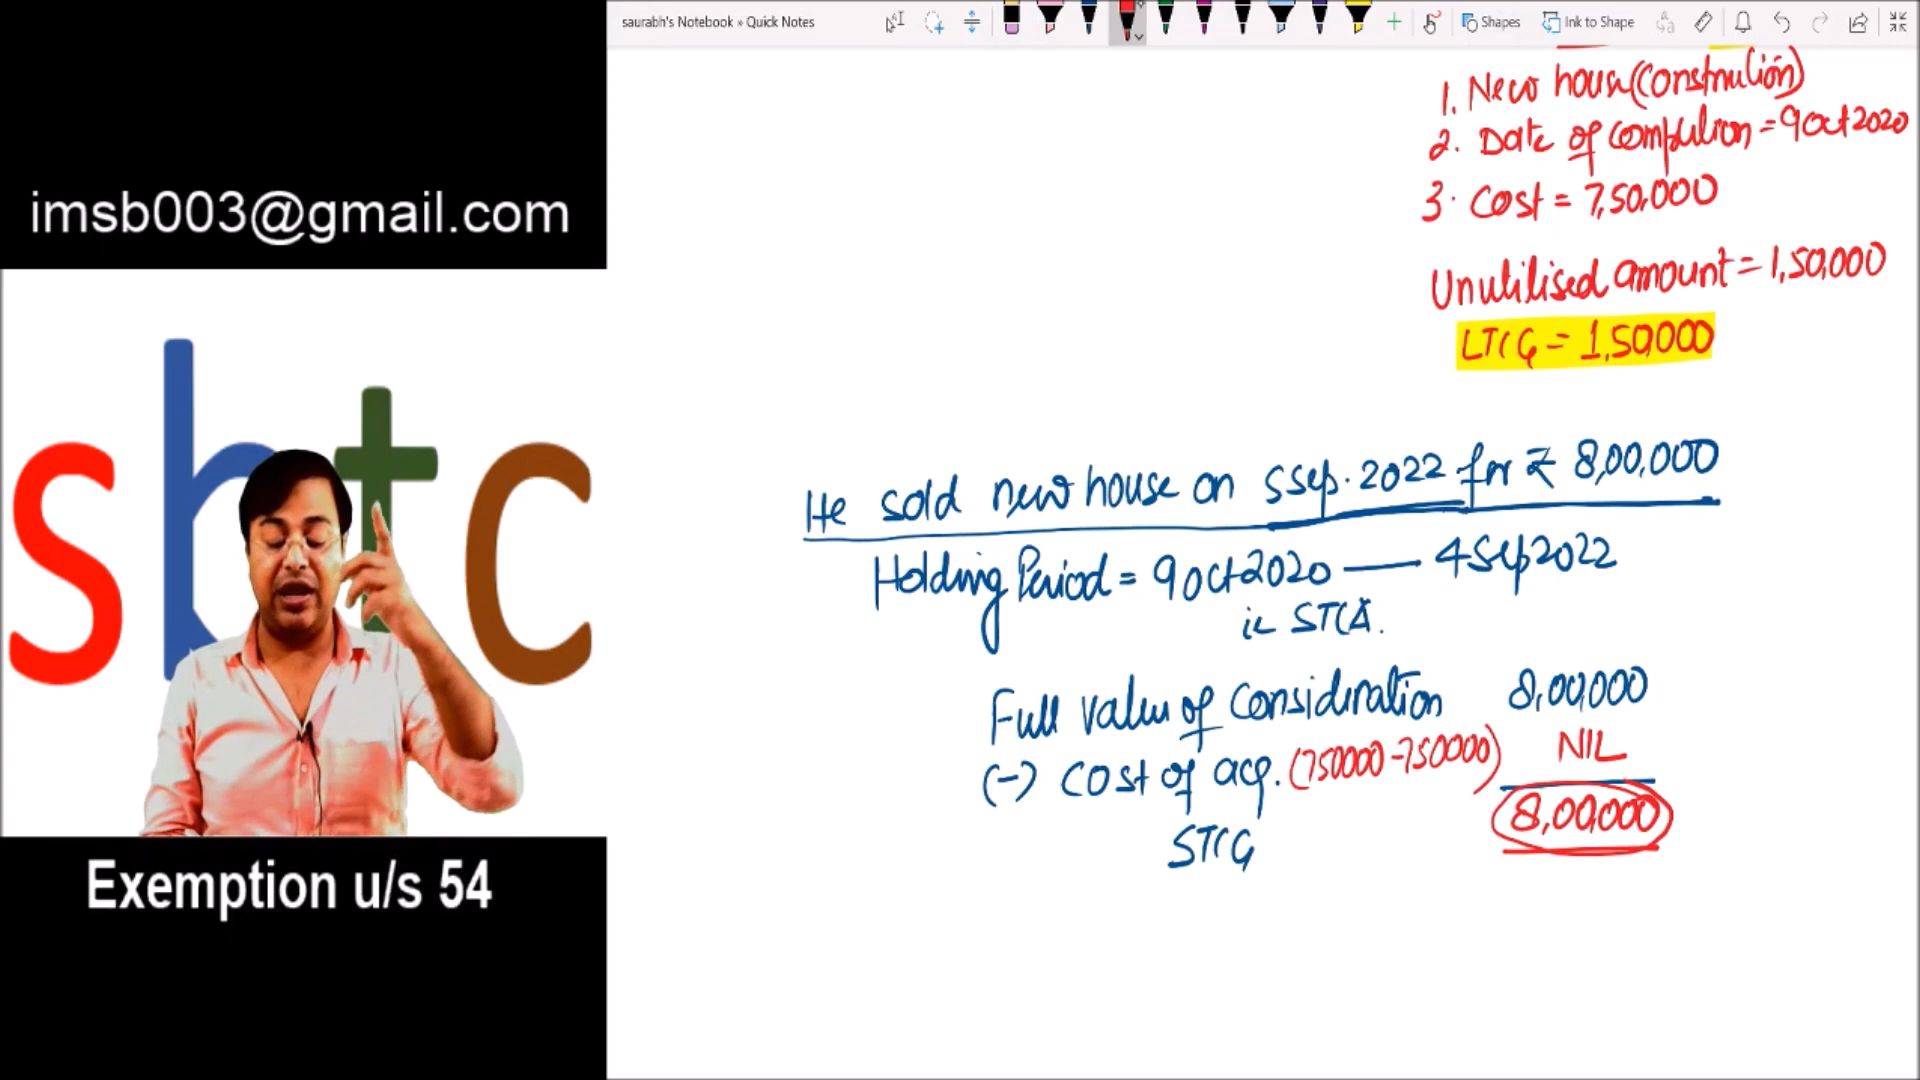 saurabh's Notebook » Quick Notes
Shapes
Ink to Shape
imsb003@gmail.com
sbtc
Exemption u/s 54
1. New house (Construction)
2. Date of completion = 9 Oct 2020
3. Cost = 7,50,000
Unutilised amount = 1,50,000
LTCG = 1,50,000
He sold new house on 5 Sep. 2022 for ₹ 8,00,000
Holding Period = 9 Oct 2020 — 4 Sep 2022
ie STCA.
Full value of consideration 8,00,000
(-) Cost of acq. (750000 - 750000) NIL
STCG 8,00,000